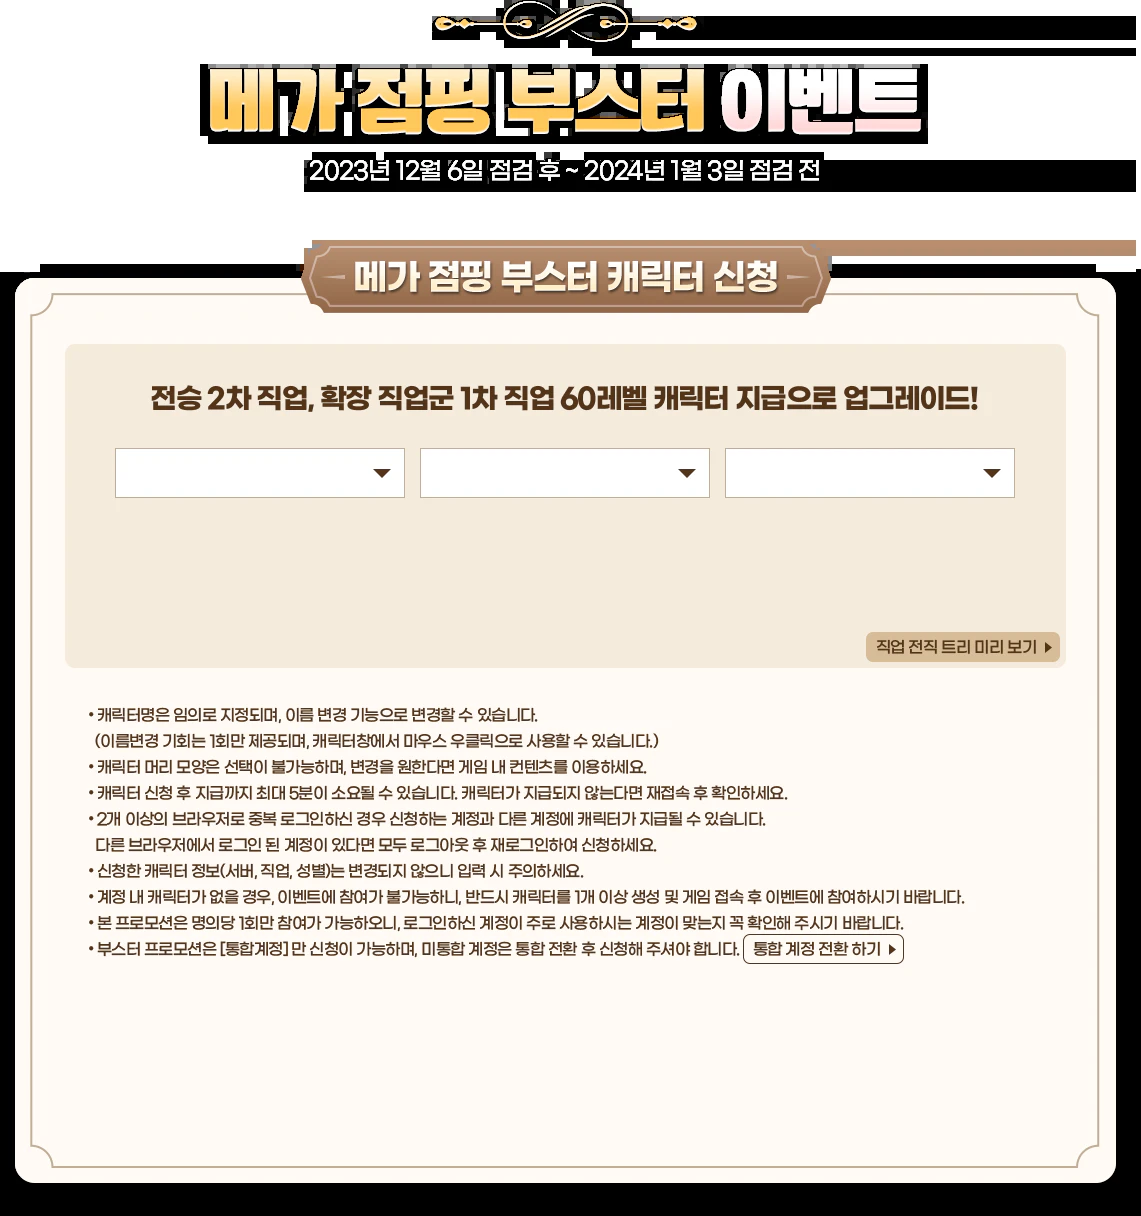 메가 점핑 부스터 이벤트
2023년 12월 6일 점검 후 ~ 2024년 1월 3일 점검 전
메가 점핑 부스터 캐릭터 신청
전승 2차 직업, 확장 직업군 1차 직업 60레벨 캐릭터 지급으로 업그레이드!
직업 전직 트리 미리 보기
• 캐릭터명은 임의로 지정되며, 이름 변경 기능으로 변경할 수 있습니다.
(이름변경 기회는 1회만 제공되며, 캐릭터창에서 마우스 우클릭으로 사용할 수 있습니다.)
• 캐릭터 머리 모양은 선택이 불가능하며, 변경을 원한다면 게임 내 컨텐츠를 이용하세요.
• 캐릭터 신청 후 지급까지 최대 5분이 소요될 수 있습니다. 캐릭터가 지급되지 않는다면 재접속 후 확인하세요.
• 2개 이상의 브라우저로 중복 로그인하신 경우 신청하는 계정과 다른 계정에 캐릭터가 지급될 수 있습니다.
다른 브라우저에서 로그인 된 계정이 있다면 모두 로그아웃 후 재로그인하여 신청하세요.
• 신청한 캐릭터 정보(서버, 직업, 성별)는 변경되지 않으니 입력 시 주의하세요.
• 계정 내 캐릭터가 없을 경우, 이벤트에 참여가 불가능하니, 반드시 캐릭터를 1개 이상 생성 및 게임 접속 후 이벤트에 참여하시기 바랍니다.
• 본 프로모션은 명의당 1회만 참여가 가능하오니, 로그인하신 계정이 주로 사용하시는 계정이 맞는지 꼭 확인해 주시기 바랍니다.
• 부스터 프로모션은 [통합계정] 만 신청이 가능하며, 미통합 계정은 통합 전환 후 신청해 주셔야 합니다. 통합 계정 전환 하기